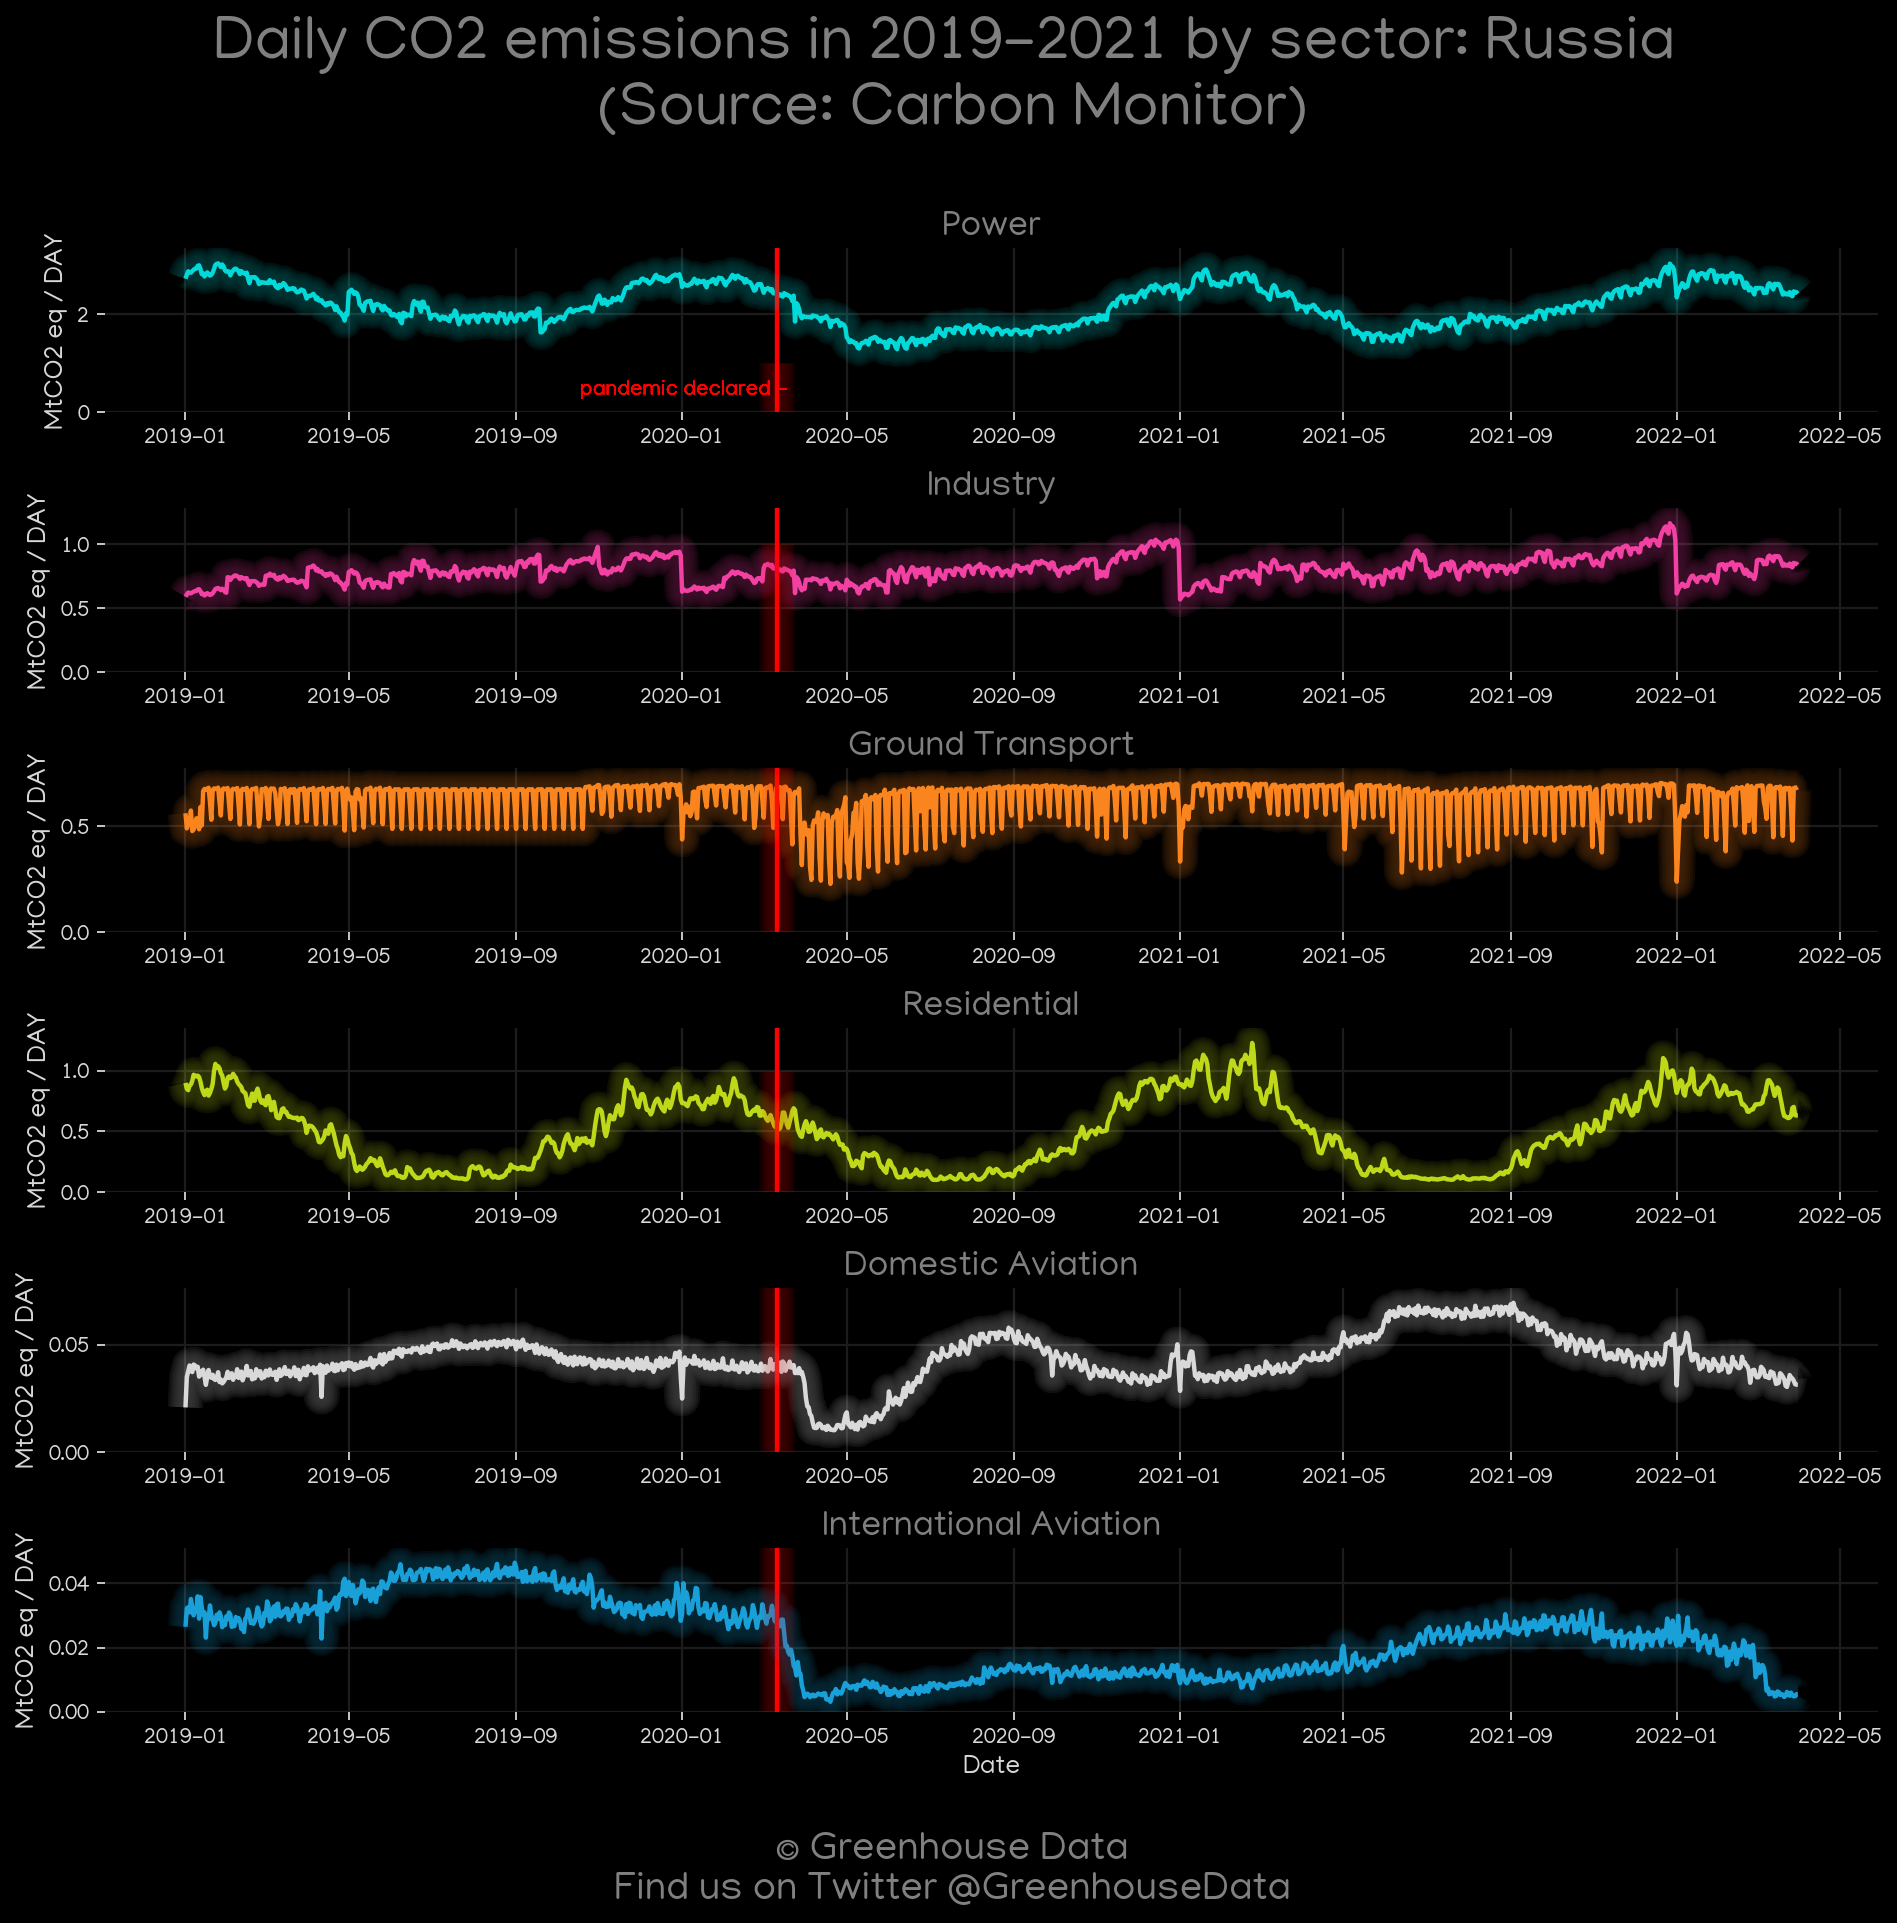 Daily CO2 emissions in 2019-2021 by sector: Russia
(Source: Carbon Monitor)
Power
MtCO2 eq / DAY
2
0
pandemic declared
2019-01 2019-05 2019-09 2020-01 2020-05 2020-09 2021-01 2021-05 2021-09 2022-01 2022-05
Industry
MtCO2 eq / DAY
1.0
0.5
0.0
2019-01 2019-05 2019-09 2020-01 2020-05 2020-09 2021-01 2021-05 2021-09 2022-01 2022-05
Ground Transport
MtCO2 eq / DAY
0.5
0.0
2019-01 2019-05 2019-09 2020-01 2020-05 2020-09 2021-01 2021-05 2021-09 2022-01 2022-05
Residential
MtCO2 eq / DAY
1.0
0.5
0.0
2019-01 2019-05 2019-09 2020-01 2020-05 2020-09 2021-01 2021-05 2021-09 2022-01 2022-05
Domestic Aviation
MtCO2 eq / DAY
0.05
0.00
2019-01 2019-05 2019-09 2020-01 2020-05 2020-09 2021-01 2021-05 2021-09 2022-01 2022-05
International Aviation
MtCO2 eq / DAY
0.04
0.02
0.00
2019-01 2019-05 2019-09 2020-01 2020-05 2020-09 2021-01 2021-05 2021-09 2022-01 2022-05
Date
© Greenhouse Data
Find us on Twitter @GreenhouseData